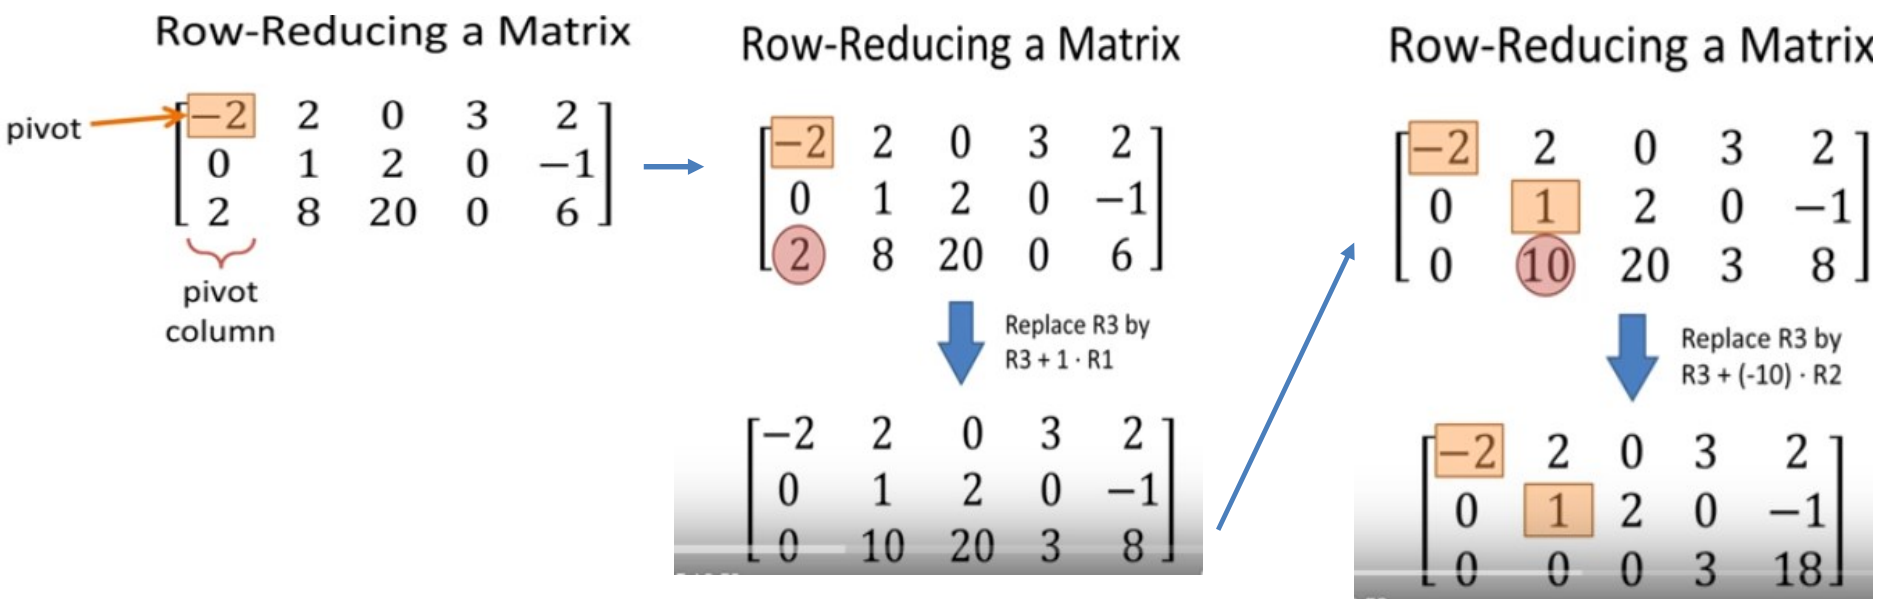 Row-Reducing a Matrix
pivot
−2 2 0 3 2
0 1 2 0 −1
2 8 20 0 6
pivot
column
Row-Reducing a Matrix
−2 2 0 3 2
0 1 2 0 −1
2 8 20 0 6
Replace R3 by
R3 + 1 · R1
−2 2 0 3 2
0 1 2 0 −1
0 10 20 3 8
Row-Reducing a Matrix
−2 2 0 3 2
0 1 2 0 −1
0 10 20 3 8
Replace R3 by
R3 + (-10) · R2
−2 2 0 3 2
0 1 2 0 −1
0 0 0 3 18